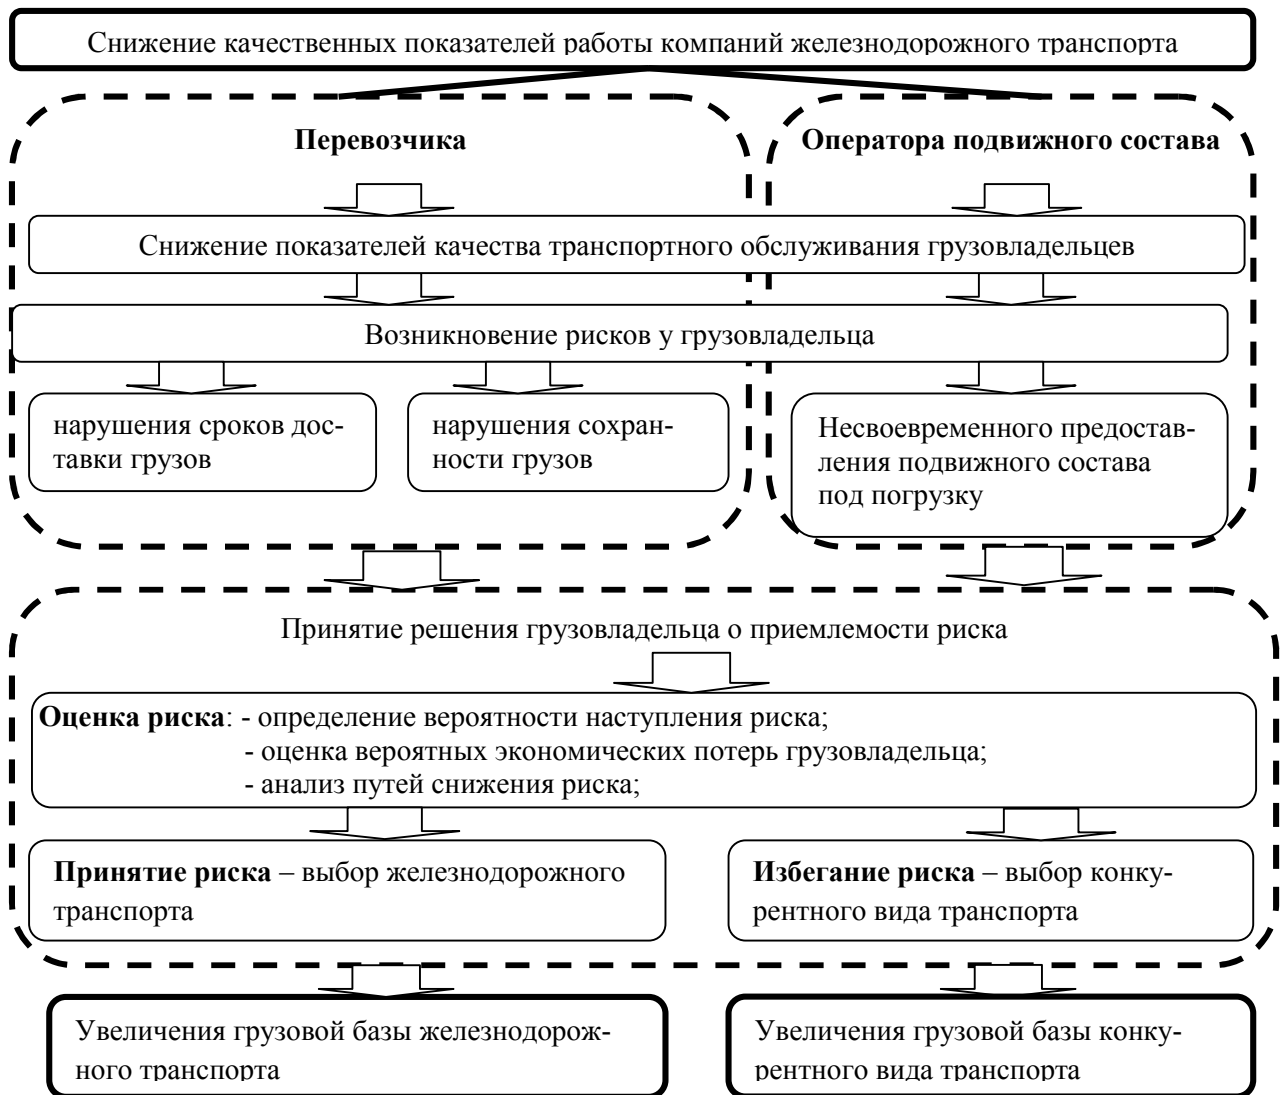 Снижение качественных показателей работы компаний железнодорожного транспорта
Перевозчика
Оператора подвижного состава
Снижение показателей качества транспортного обслуживания грузовладельцев
Возникновение рисков у грузовладельца
нарушения сроков дос-
тавки грузов
нарушения сохран-
ности грузов
Несвоевременного предостав-
ления подвижного состава
под погрузку
Принятие решения грузовладельца о приемлемости риска
Оценка риска: - определение вероятности наступления риска;
- оценка вероятных экономических потерь грузовладельца;
- анализ путей снижения риска;
Принятие риска – выбор железнодорожного
транспорта
Избегание риска – выбор конку-
рентного вида транспорта
Увеличения грузовой базы железнодорож-
ного транспорта
Увеличения грузовой базы конку-
рентного вида транспорта